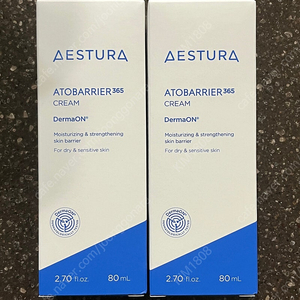 AESTURA
ATOBARRIER365
CREAM
DermaON®
Moisturizing & strengthening
skin barrier
For dry & sensitive skin
2.70 fl.oz. 80 mL
AESTURA
ATOBARRIER365
CREAM
DermaON®
Moisturizing & strengthening
skin barrier
For dry & sensitive skin
2.70 fl.oz. 80 mL